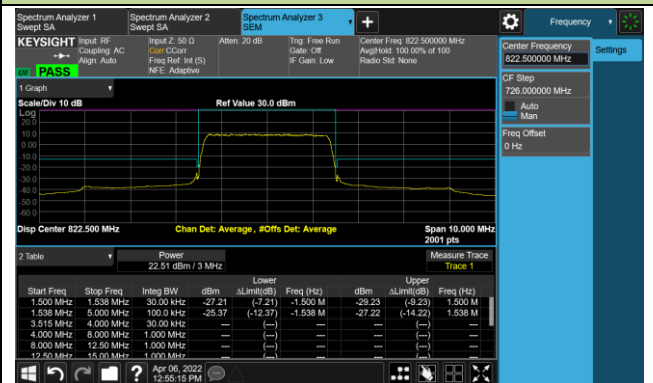 Spectrum Analyzer 1
Swept SA
Spectrum Analyzer 2
Swept SA
Spectrum Analyzer 3
SEM
+
Frequency
KEYSIGHT
Input: RF
Coupling: AC
Align: Auto
Input Z: 50 Ω
Corr CCorr
Freq Ref: Int (S)
NFE: Adaptive
Atten: 20 dB
Trig: Free Run
Gate: Off
IF Gain: Low
Center Freq: 822.500000 MHz
Avg|Hold: 100.00% of 100
Radio Std: None
PASS
Center Frequency
822.500000 MHz
Settings
CF Step
726.000000 MHz
Auto
Man
Freq Offset
0 Hz
1 Graph
Scale/Div 10 dB
Ref Value 30.0 dBm
Log
20.0
10.0
0.00
-10.0
-20.0
-30.0
-40.0
-50.0
-60.0
Disp Center 822.500 MHz
Chan Det: Average, #Offs Det: Average
Span 10.000 MHz
2001 pts
2 Table
Power
22.51 dBm / 3 MHz
Measure Trace
Trace 1
Lower Upper
Start Freq Stop Freq Integ BW dBm ΔLimit(dB) Freq (Hz) dBm ΔLimit(dB) Freq (Hz)
1.500 MHz 1.538 MHz 30.00 kHz -27.21 (-7.21) -1.500 M -29.23 (-9.23) 1.500 M
1.538 MHz 5.000 MHz 100.0 kHz -25.37 (-12.37) -1.538 M -27.22 (-14.22) 1.538 M
3.515 MHz 4.000 MHz 30.00 kHz --- (---) --- --- (---) ---
4.000 MHz 8.000 MHz 1.000 MHz --- (---) --- --- (---) ---
8.000 MHz 12.50 MHz 1.000 MHz --- (---) --- --- (---) ---
12.50 MHz 15.00 MHz 1.000 MHz --- (---) --- --- (---) ---
?
Apr 06, 2022
12:55:15 PM